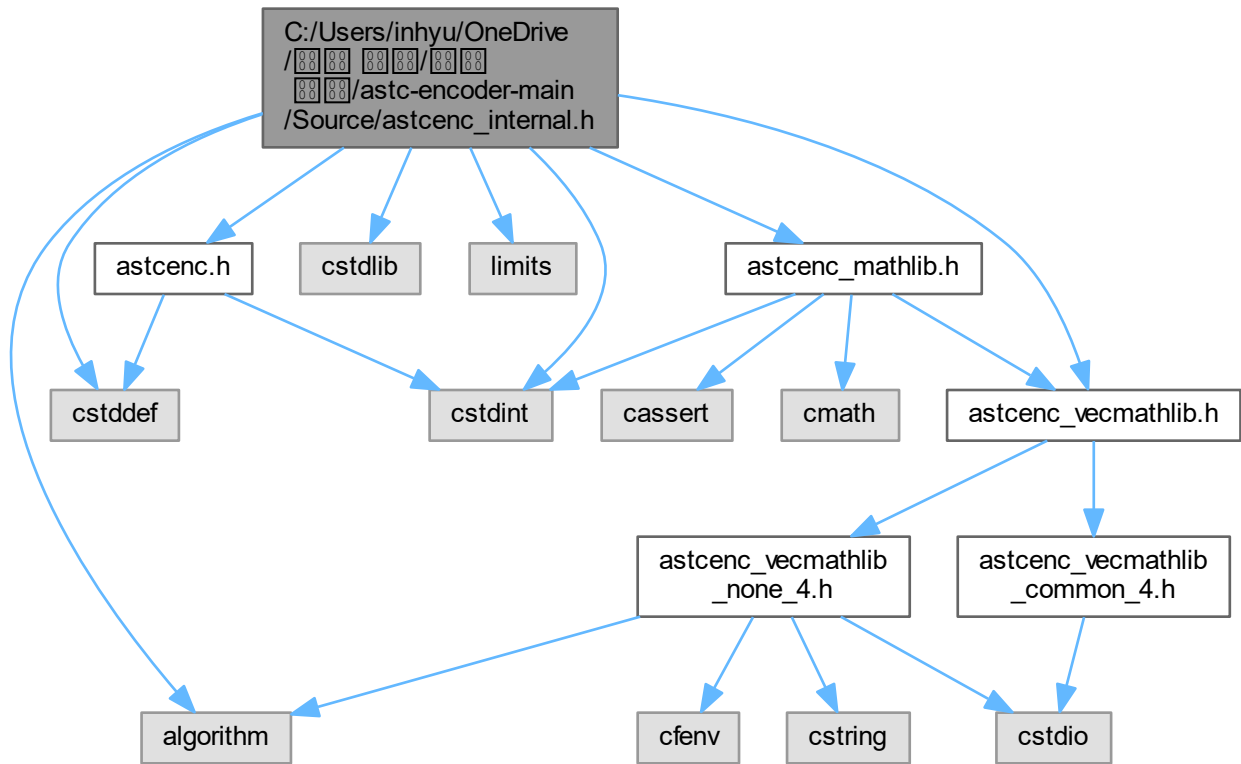 C:/Users/inhyu/OneDrive
/astc-encoder-main
/Source/astcenc_internal.h
astcenc.h
cstdlib
limits
astcenc_mathlib.h
cstddef
cstdint
cassert
cmath
astcenc_vecmathlib.h
astcenc_vecmathlib
_none_4.h
astcenc_vecmathlib
_common_4.h
algorithm
cfenv
cstring
cstdio